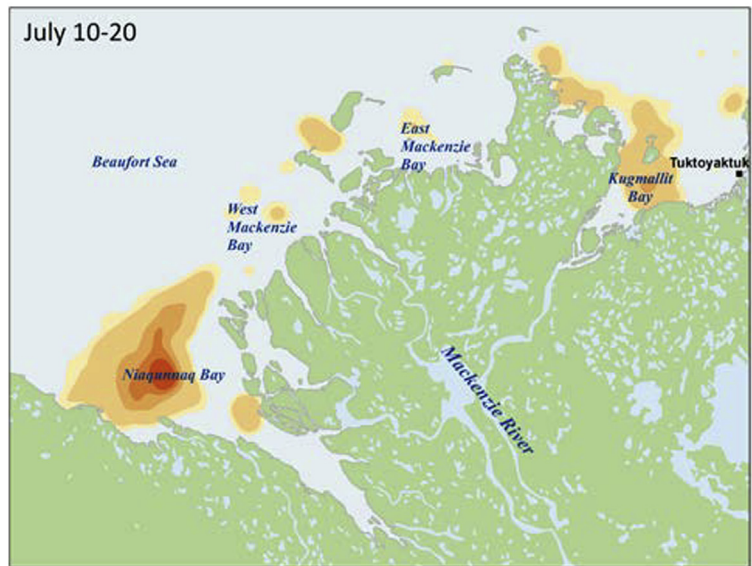 July 10-20
East
Mackenzie
Bay
Beaufort Sea
Tuktoyaktuk
Kugmallit
Bay
West
Mackenzie
Bay
Niaqunnaq Bay
Mackenzie River